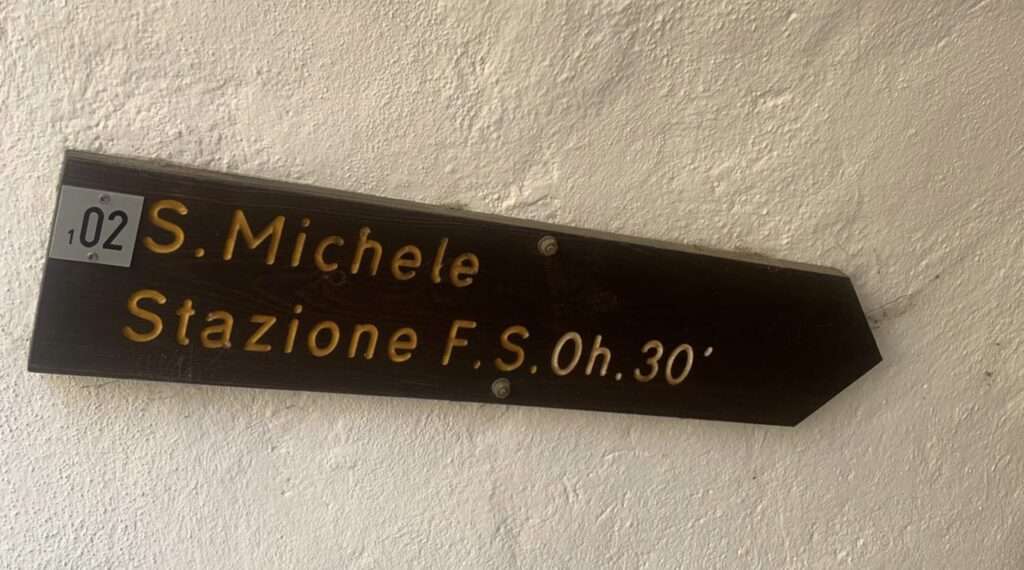 102
S. Michele
Stazione F.S. 0h. 30'